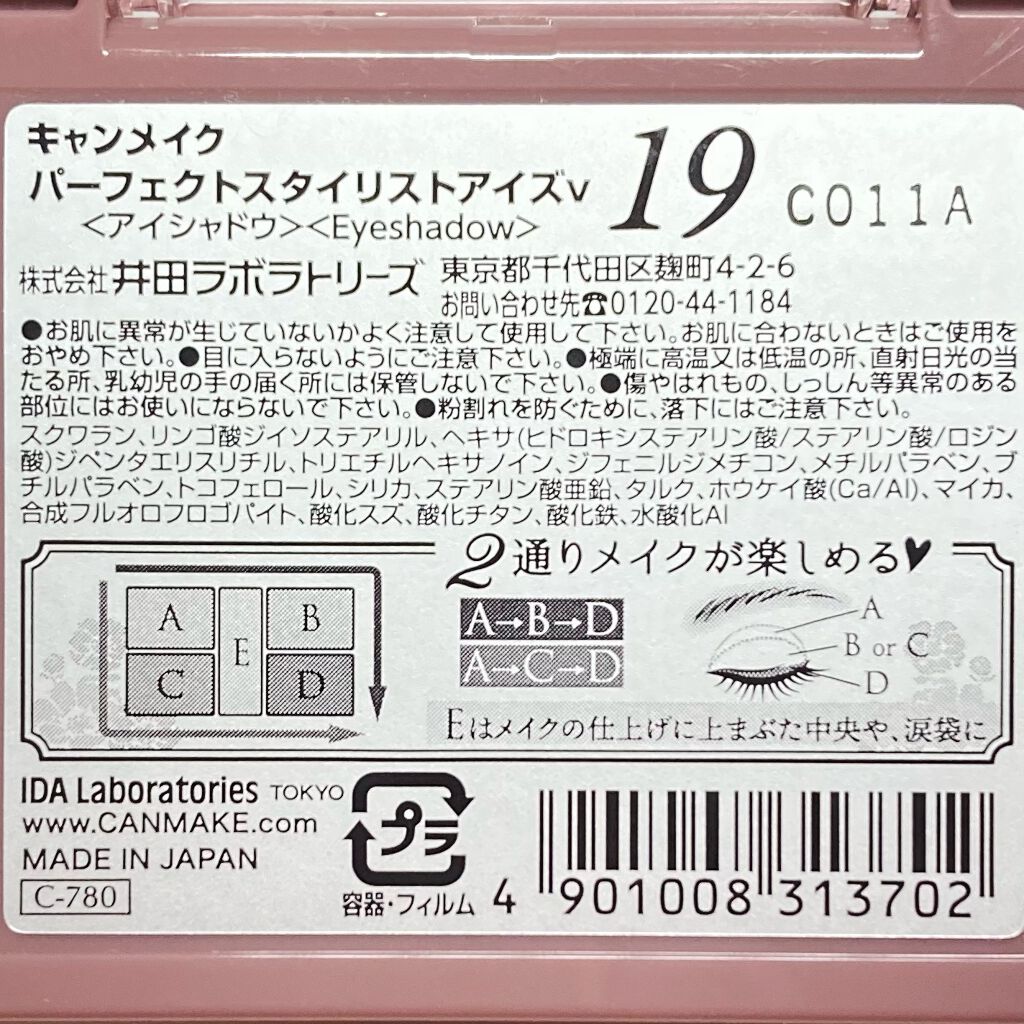 キャンメイク
パーフェクトスタイリストアイズv
<アイシャドウ><Eyeshadow>
19
C011A
株式会社 井田ラボラトリーズ
東京都千代田区麹町4-2-6
お問い合わせ先☎0120-44-1184
●お肌に異常が生じていないかよく注意して使用して下さい。お肌に合わないときはご使用を
おやめ下さい。●目に入らないようにご注意下さい。●極端に高温又は低温の所、直射日光の当
たる所、乳幼児の手の届く所には保管しないで下さい。●傷やはれもの、しっしん等異常のある
部位にはお使いにならないで下さい。●粉割れを防ぐために、落下にはご注意下さい。
スクワラン、リンゴ酸ジイソステアリル、ヘキサ(ヒドロキシステアリン酸/ステアリン酸/ロジン
酸)ジペンタエリスリチル、トリエチルヘキサノイン、ジフェニルジメチコン、メチルパラベン、ブ
チルパラベン、トコフェロール、シリカ、ステアリン酸亜鉛、タルク、ホウケイ酸(Ca/Al)、マイカ、
合成フルオロフロゴパイト、酸化スズ、酸化チタン、酸化鉄、水酸化Al
2通りメイクが楽しめる♥
A
B
E
C
D
A→B→D
A→C→D
A
B or C
D
Eはメイクの仕上げに上まぶた中央や、涙袋に
IDA Laboratories TOKYO
www.CANMAKE.com
MADE IN JAPAN
C-780
プラ
容器・フィルム
4 901008 313702